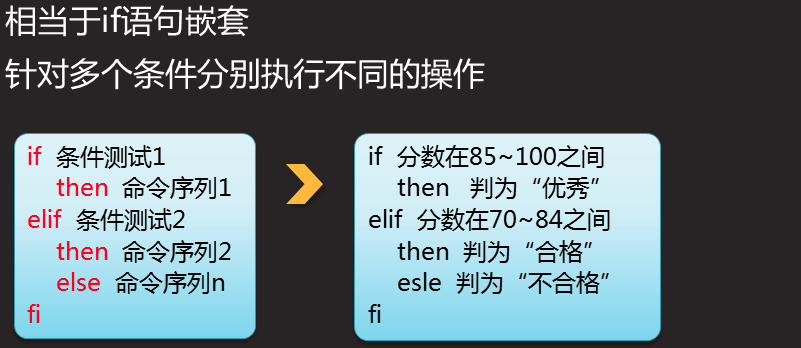 相当于if语句嵌套
针对多个条件分别执行不同的操作
if 条件测试1
then 命令序列1
elif 条件测试2
then 命令序列2
else 命令序列n
fi
if 分数在85~100之间
then 判为“优秀”
elif 分数在70~84之间
then 判为“合格”
esle 判为“不合格”
fi